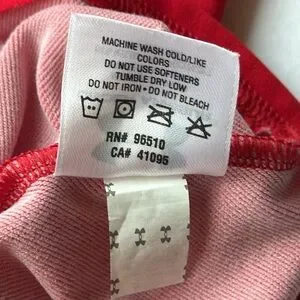 MACHINE WASH COLD/LIKE
COLORS
DO NOT USE SOFTENERS
TUMBLE DRY LOW
DO NOT IRON • DO NOT BLEACH
RN# 96510
CA# 41095